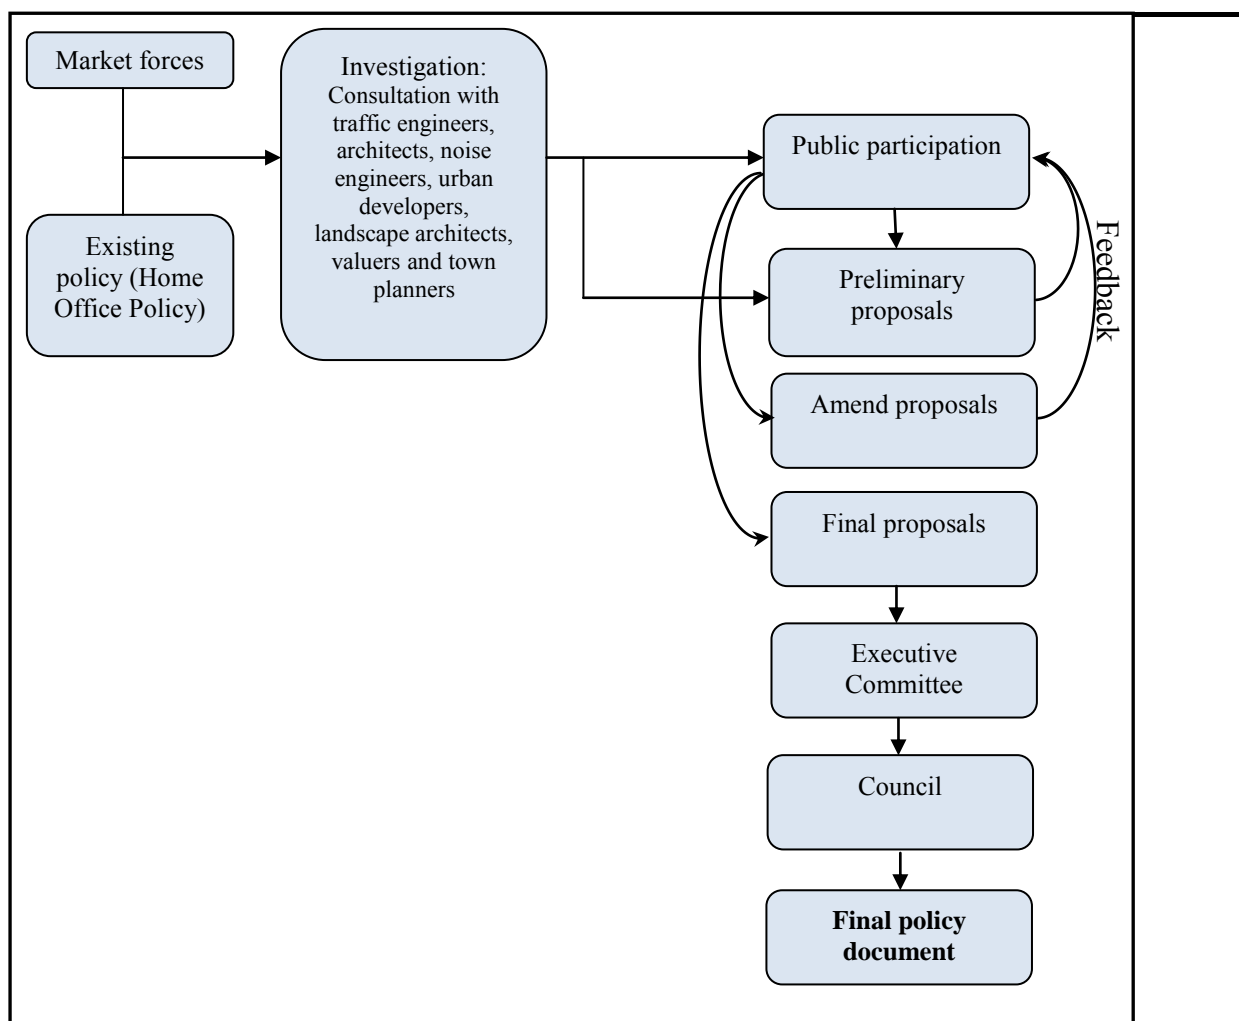 Market forces
Existing
policy (Home
Office Policy)
Investigation:
Consultation with
traffic engineers,
architects, noise
engineers, urban
developers,
landscape architects,
valuers and town
planners
Public participation
Preliminary
proposals
Feedback
Amend proposals
Final proposals
Executive
Committee
Council
Final policy
document